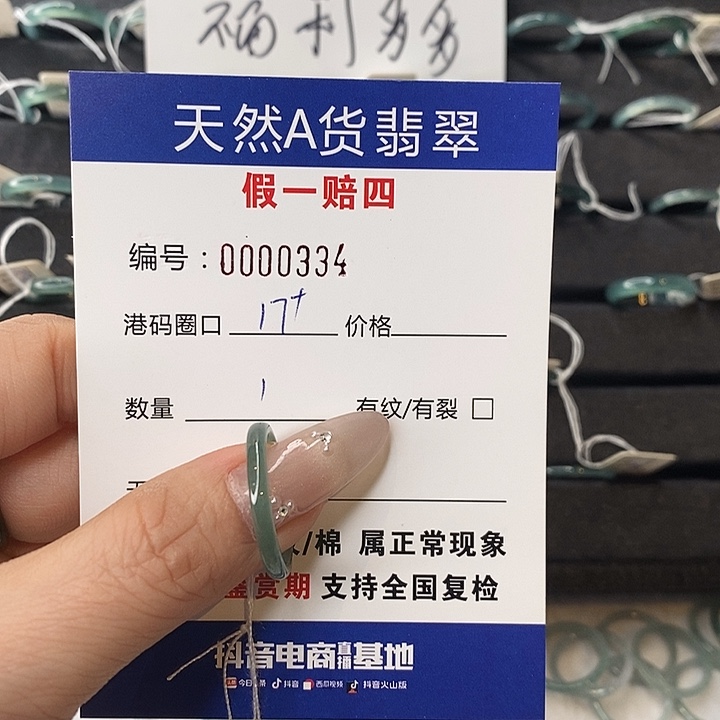 福利多多
天然A货翡翠
假一赔四
编号：0000334
港码圈口 17+ 价格
数量 1 有纹/有裂 □
/棉 属正常现象
鉴赏期 支持全国复检
抖音电商直播基地
今日头条 抖音 西瓜视频 抖音火山版